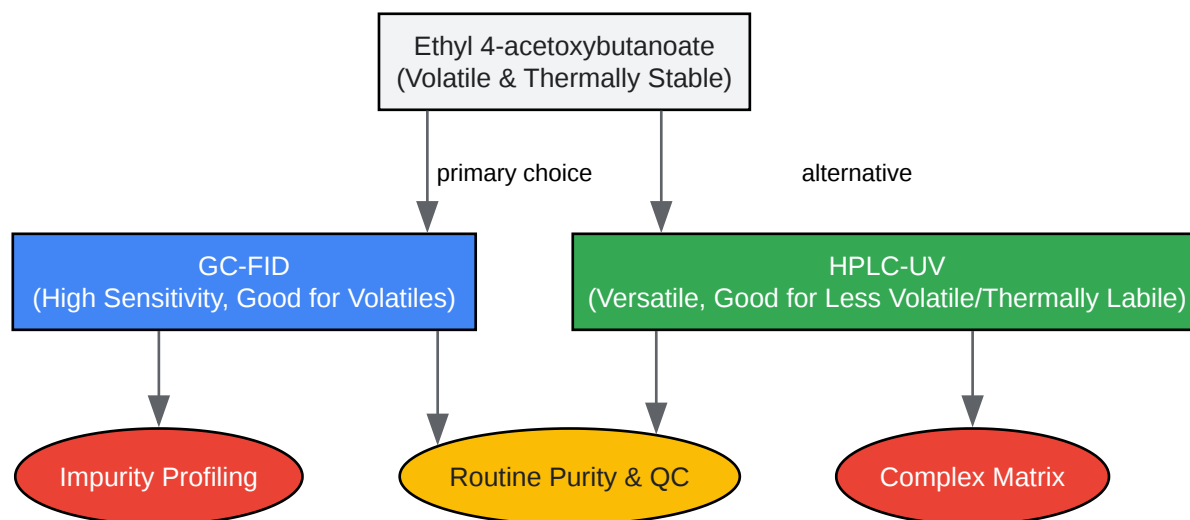 Ethyl 4-acetoxybutanoate
(Volatile & Thermally Stable)
primary choice
alternative
GC-FID
(High Sensitivity, Good for Volatiles)
HPLC-UV
(Versatile, Good for Less Volatile/Thermally Labile)
Impurity Profiling
Routine Purity & QC
Complex Matrix